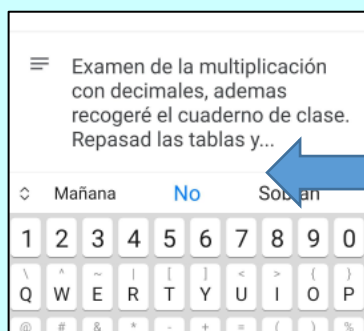 Examen de la multiplicación
con decimales, ademas
recogeré el cuaderno de clase.
Repasad las tablas y...
Mañana No
1 2 3 4 5 6 7 8 9 0
\ ^ ~ | [ ] < > { }
Q W E R T Y U I O P
@ # & * - + = ( ) %